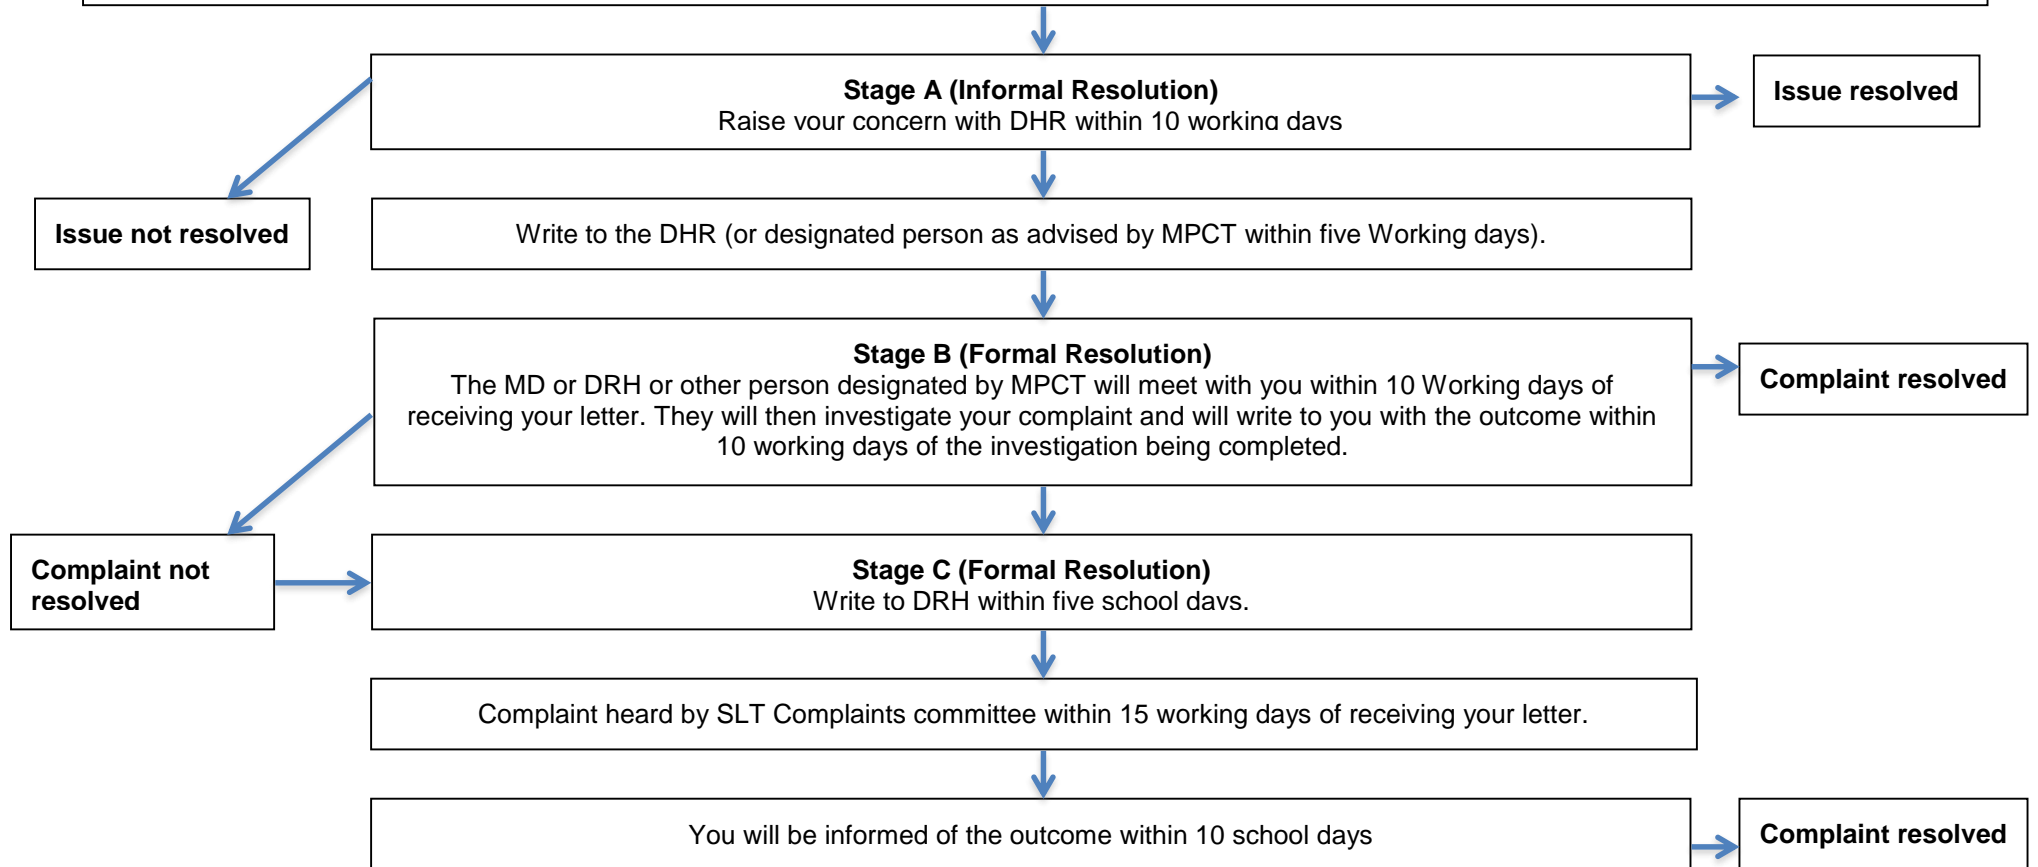 Stage A (Informal Resolution)
Raise your concern with DHR within 10 working days
Issue resolved
Issue not resolved
Write to the DHR (or designated person as advised by MPCT within five Working days).
Stage B (Formal Resolution)
The MD or DRH or other person designated by MPCT will meet with you within 10 Working days of
receiving your letter. They will then investigate your complaint and will write to you with the outcome within
10 working days of the investigation being completed.
Complaint resolved
Complaint not
resolved
Stage C (Formal Resolution)
Write to DRH within five school days.
Complaint heard by SLT Complaints committee within 15 working days of receiving your letter.
You will be informed of the outcome within 10 school days
Complaint resolved